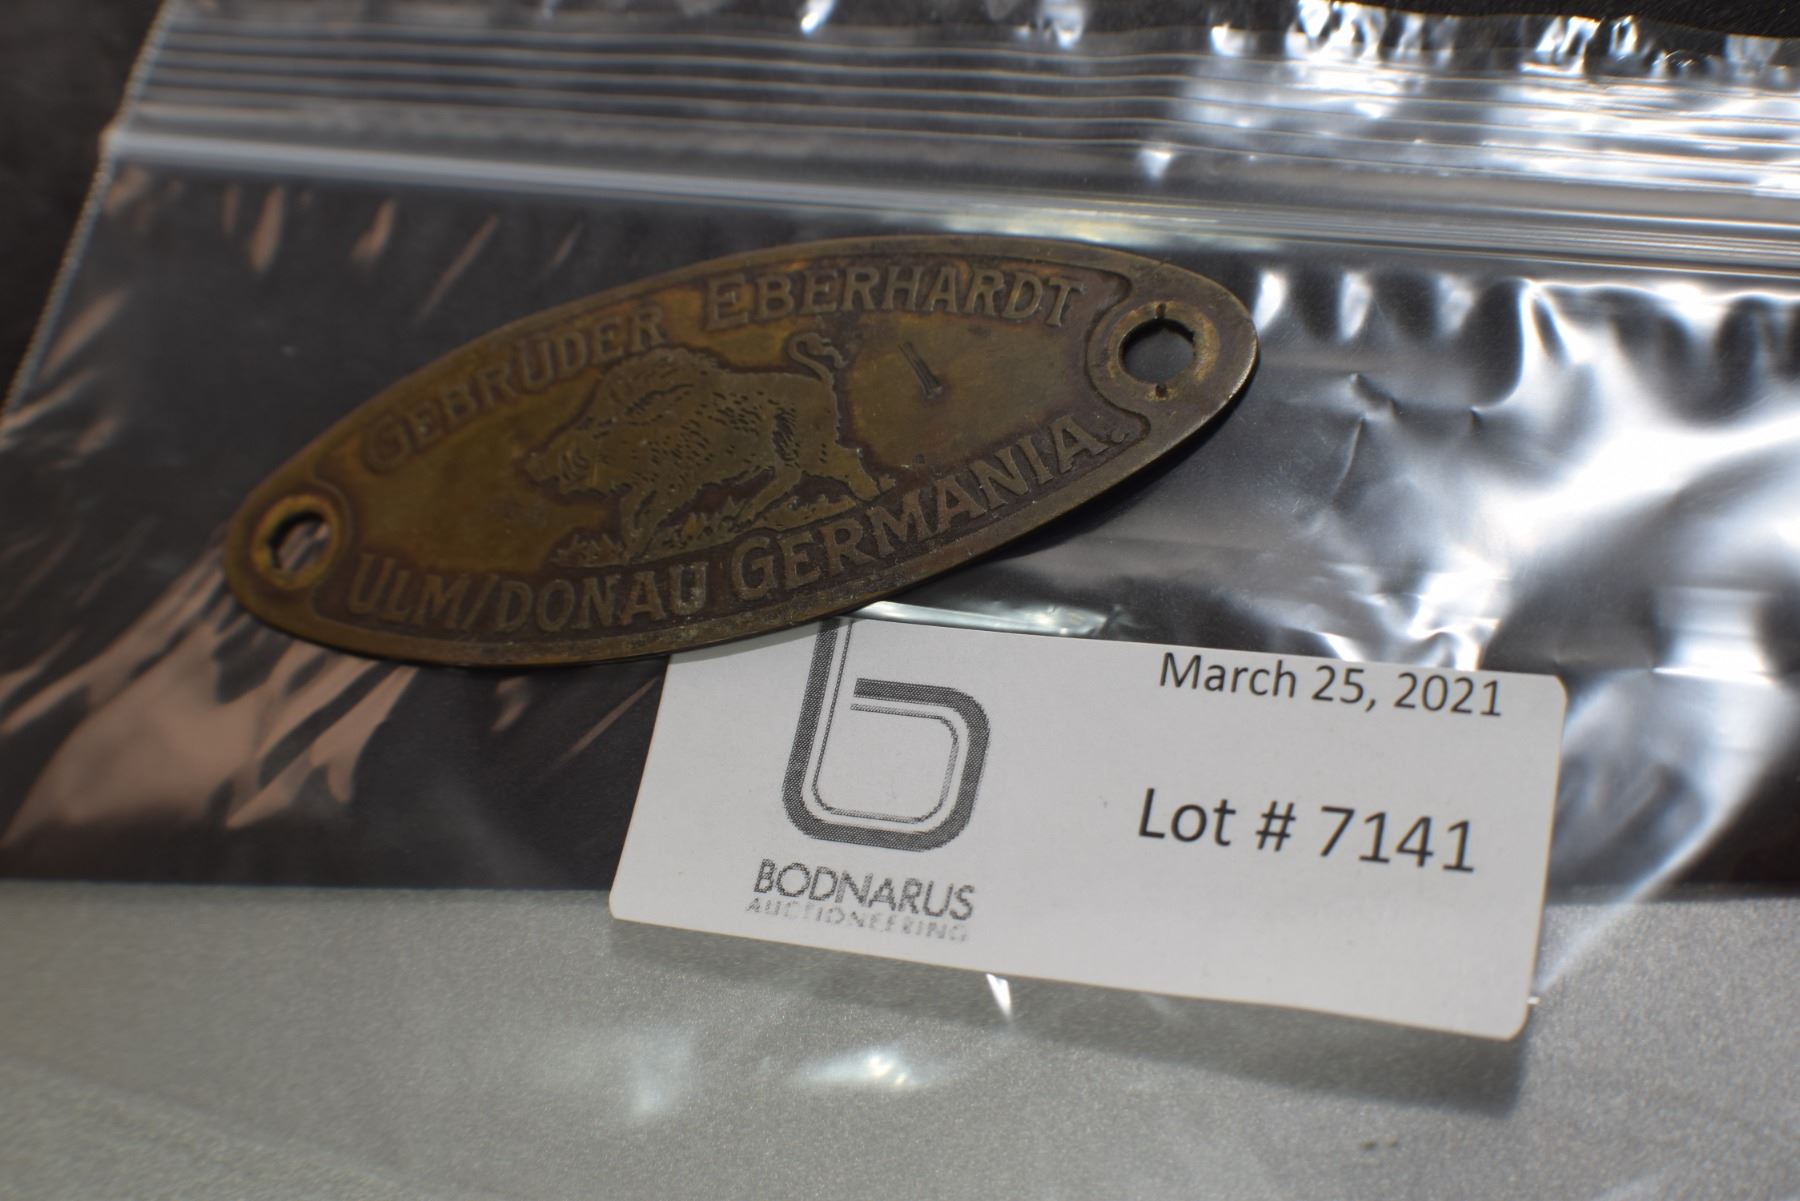 GEBRÜDER EBERHARDT
ULM/DONAU GERMANIA.
March 25, 2021
Lot # 7141
BODNARUS
AUCTIONEERING